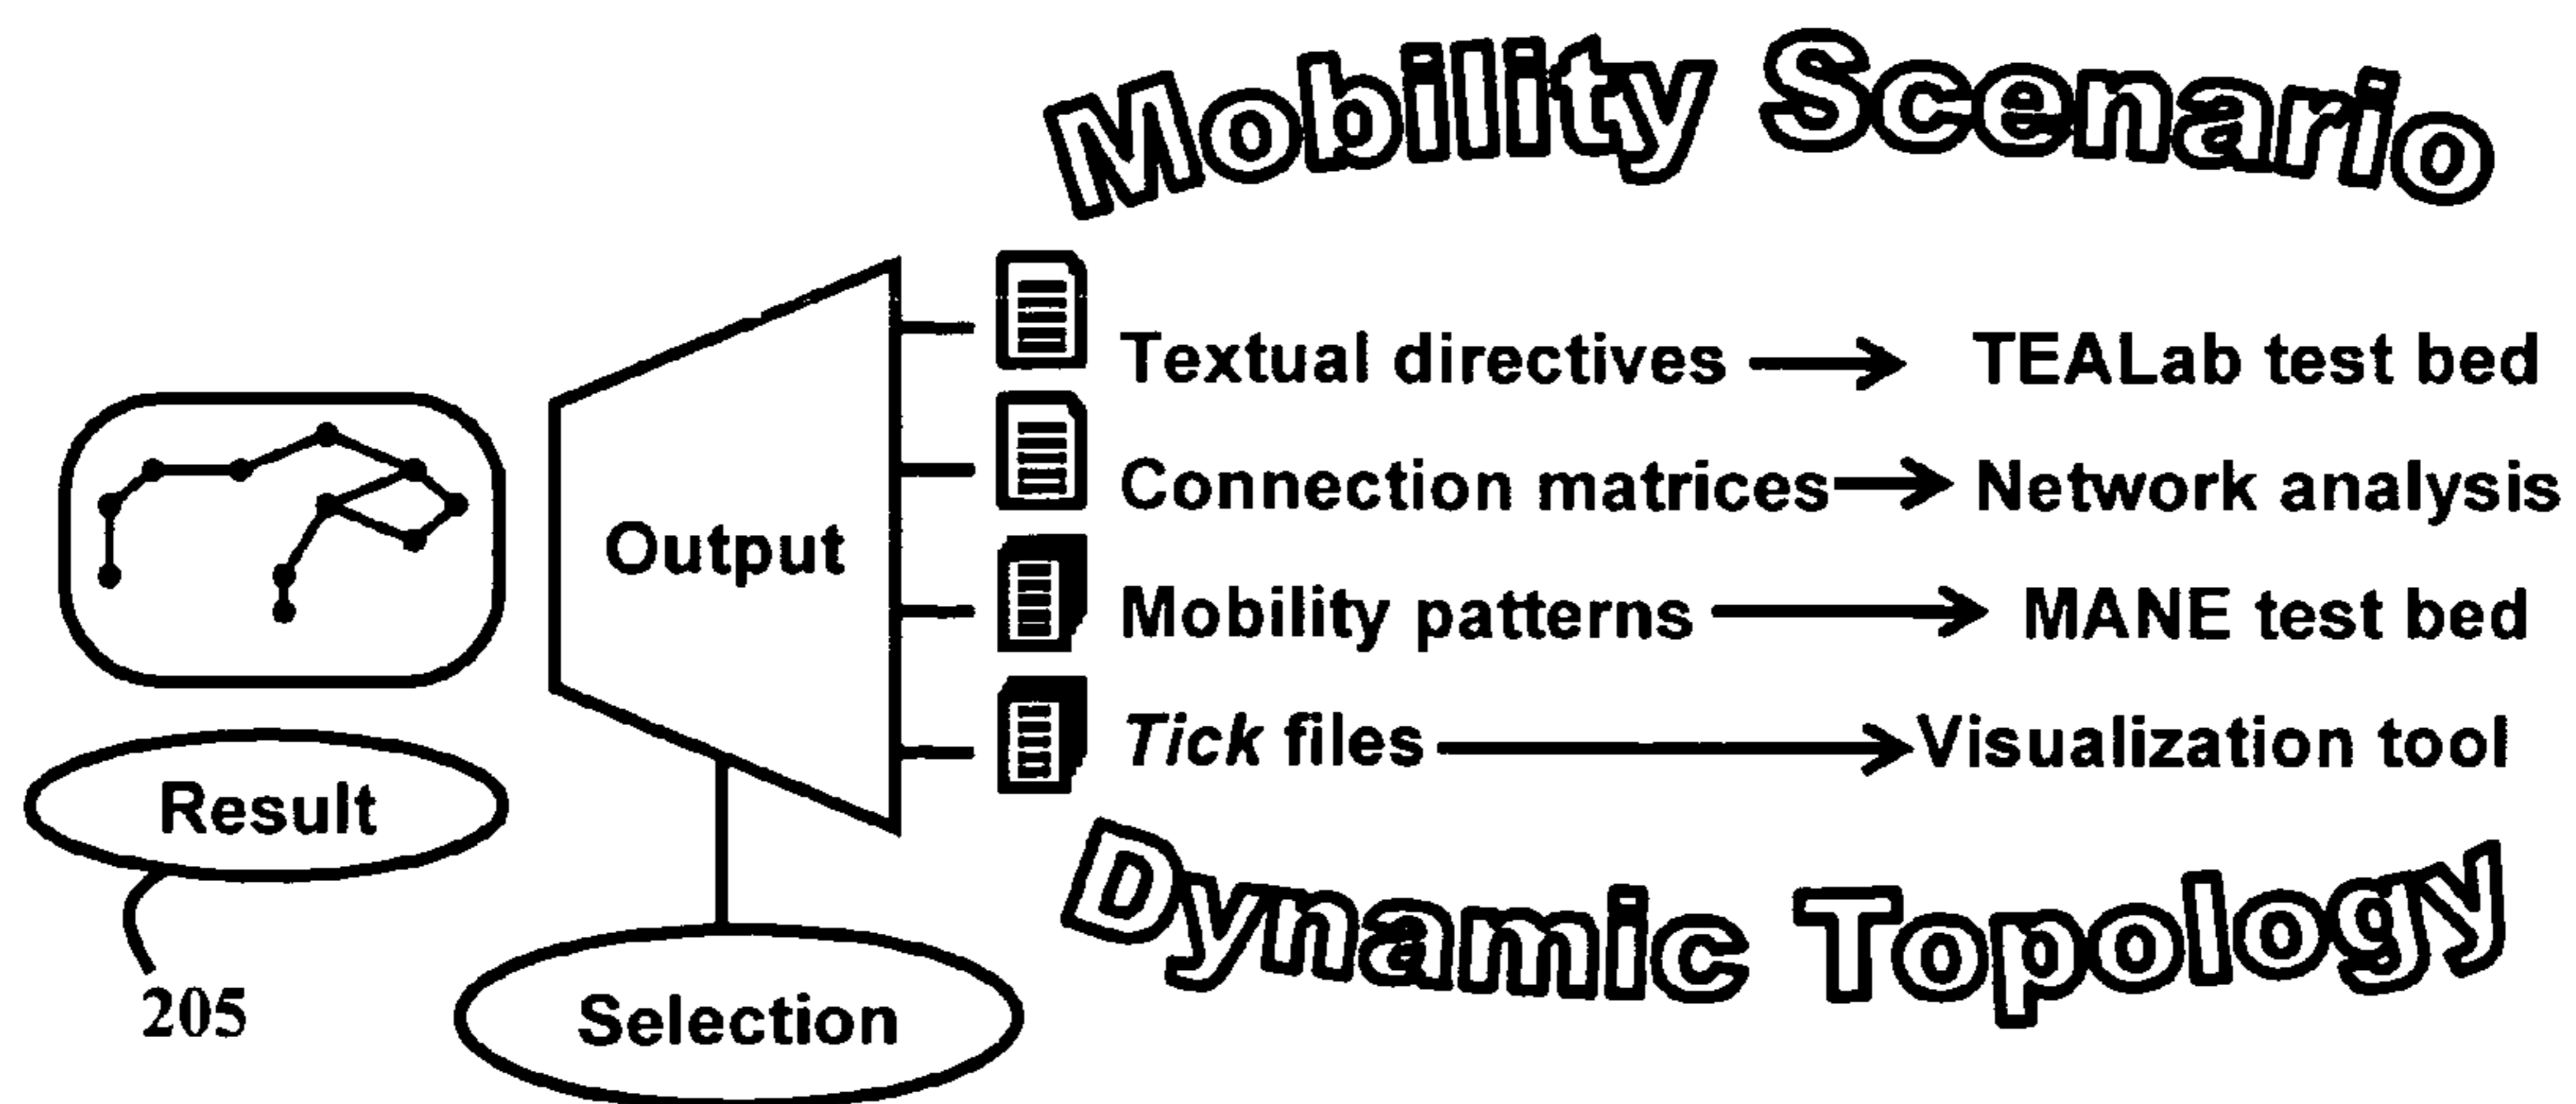 Mobility Scenario
Textual directives TEALab test bed
Connection matrices Network analysis
Output
Mobility patterns MANE test bed
Tick files Visualization tool
Result
Dynamic Topology
205
Selection